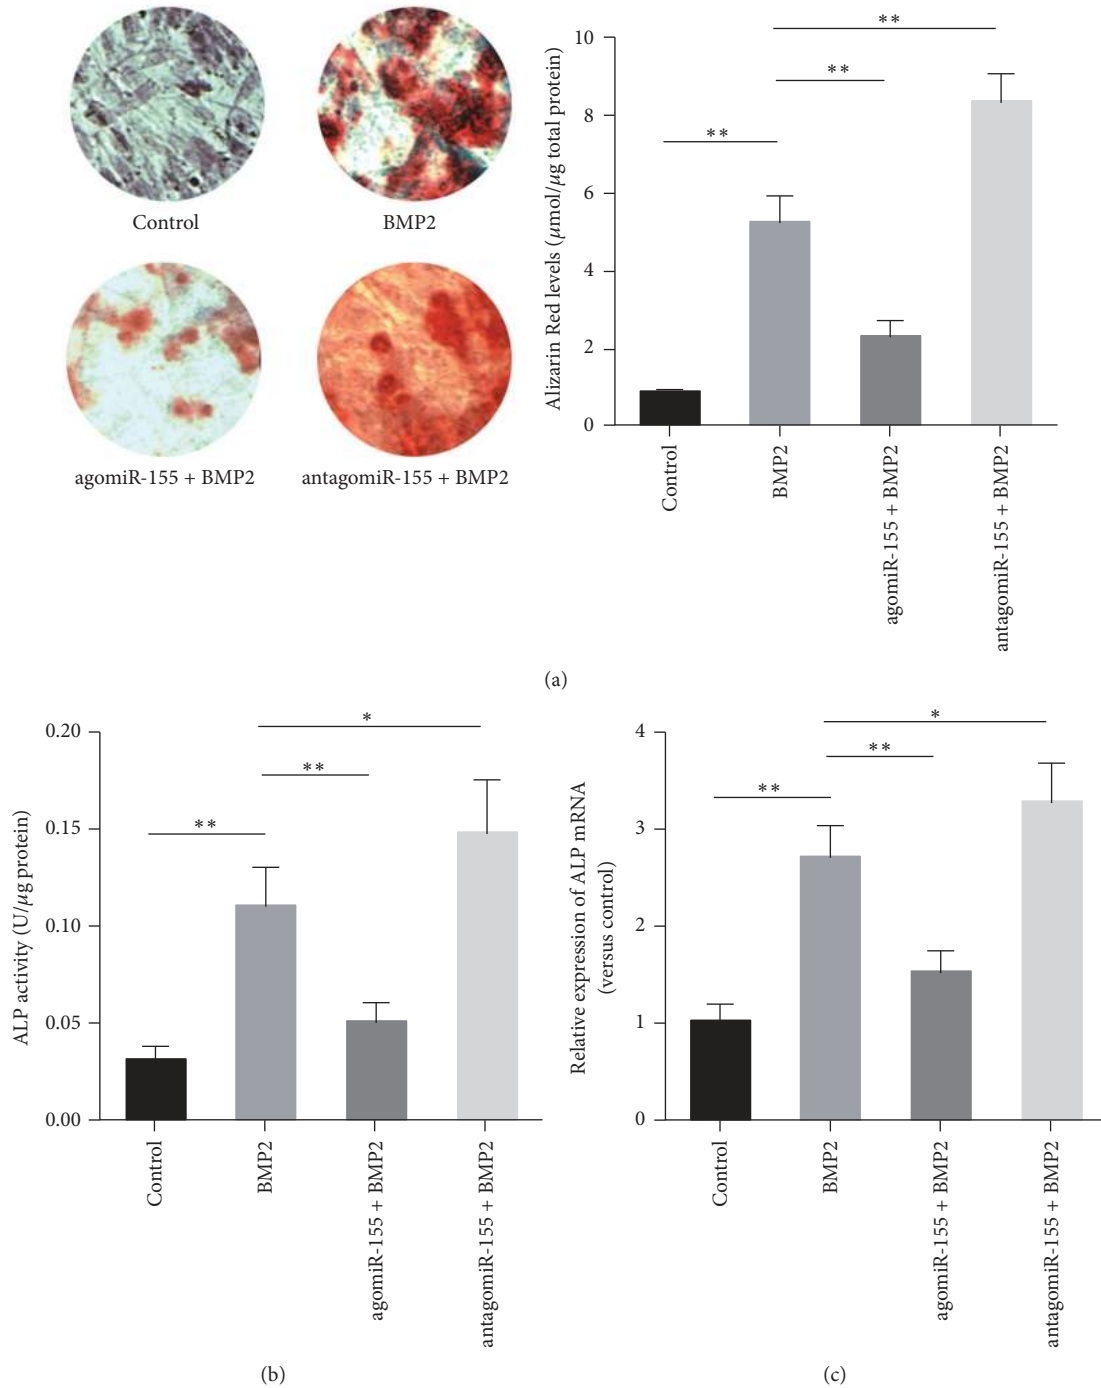 Control
BMP2
agomiR-155 + BMP2
antagomiR-155 + BMP2
Alizarin Red levels (μmol/μg total protein)
10
8
6
4
2
0
**
**
**
Control
BMP2
agomiR-155 + BMP2
antagomiR-155 + BMP2
(a)
ALP activity (U/μg protein)
0.20
0.15
0.10
0.05
0.00
*
**
**
Control
BMP2
agomiR-155 + BMP2
antagomiR-155 + BMP2
(b)
Relative expression of ALP mRNA
(versus control)
4
3
2
1
0
*
**
**
Control
BMP2
agomiR-155 + BMP2
antagomiR-155 + BMP2
(c)